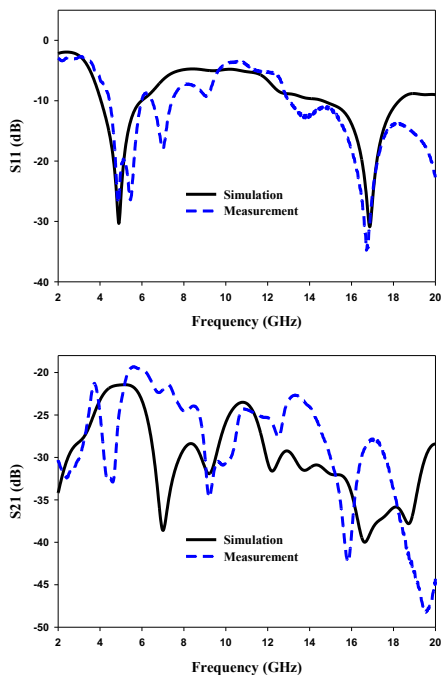 0
-10
-20
-30
-40
S11 (dB)
Simulation
Measurement
2 4 6 8 10 12 14 16 18 20
Frequency (GHz)
-20
-25
-30
-35
-40
-45
-50
S21 (dB)
Simulation
Measurement
2 4 6 8 10 12 14 16 18 20
Frequency (GHz)